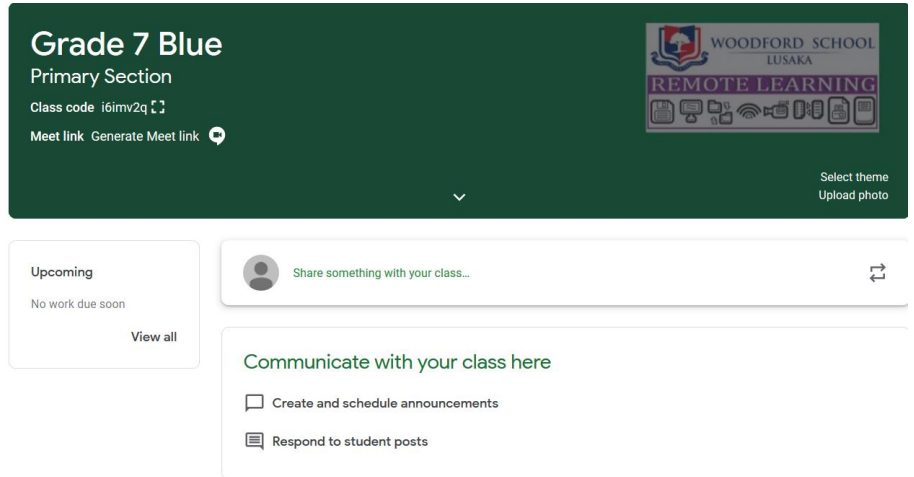 Grade 7 Blue
Primary Section
Class code i6imv2q
Meet link Generate Meet link
WOODFORD SCHOOL
LUSAKA
REMOTE LEARNING
Select theme
Upload photo
Upcoming
No work due soon
View all
Share something with your class...
Communicate with your class here
Create and schedule announcements
Respond to student posts